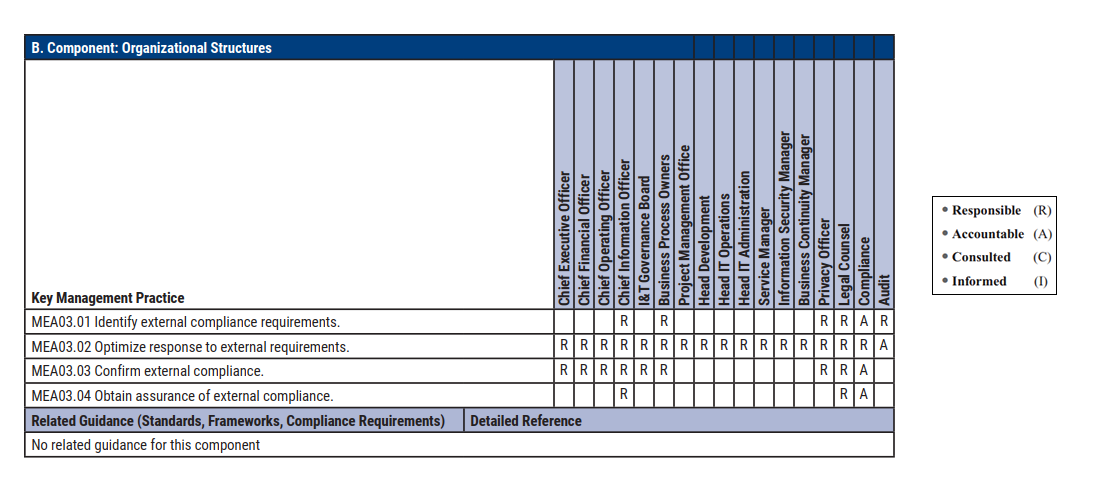 B. Component: Organizational Structures
Key Management Practice
Chief Executive Officer
Chief Financial Officer
Chief Operating Officer
Chief Information Officer
I&T Governance Board
Business Process Owners
Project Management Office
Head Development
Head IT Operations
Head IT Administration
Service Manager
Information Security Manager
Business Continuity Manager
Privacy Officer
Legal Counsel
Compliance
Audit
MEA03.01 Identify external compliance requirements. R R R R A R
MEA03.02 Optimize response to external requirements. R R R R R R R R R R R R R R R R A
MEA03.03 Confirm external compliance. R R R R R R R R A
MEA03.04 Obtain assurance of external compliance. R R A
Related Guidance (Standards, Frameworks, Compliance Requirements) Detailed Reference
No related guidance for this component
• Responsible (R)
• Accountable (A)
• Consulted (C)
• Informed (I)